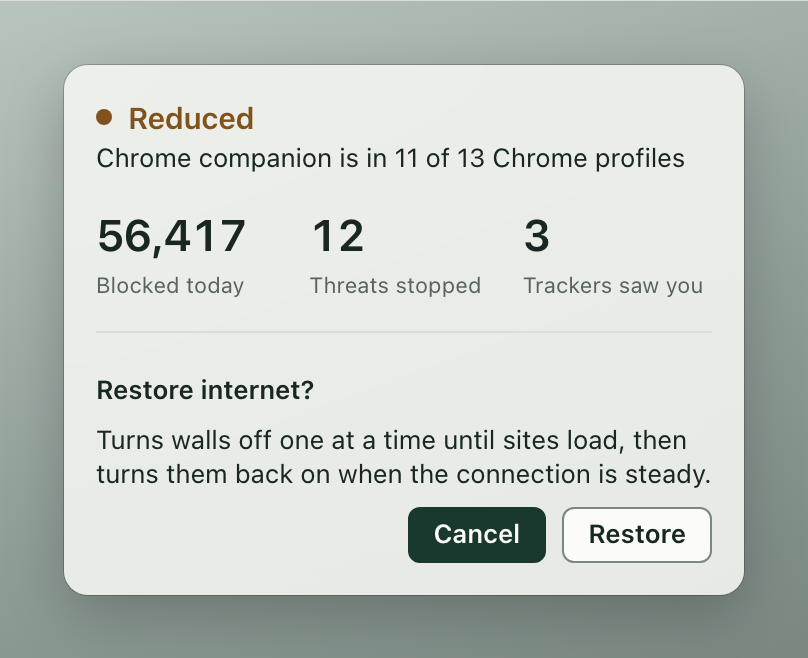 Reduced
Chrome companion is in 11 of 13 Chrome profiles
56,417 12 3
Blocked today Threats stopped Trackers saw you
Restore internet?
Turns walls off one at a time until sites load, then
turns them back on when the connection is steady.
Cancel Restore